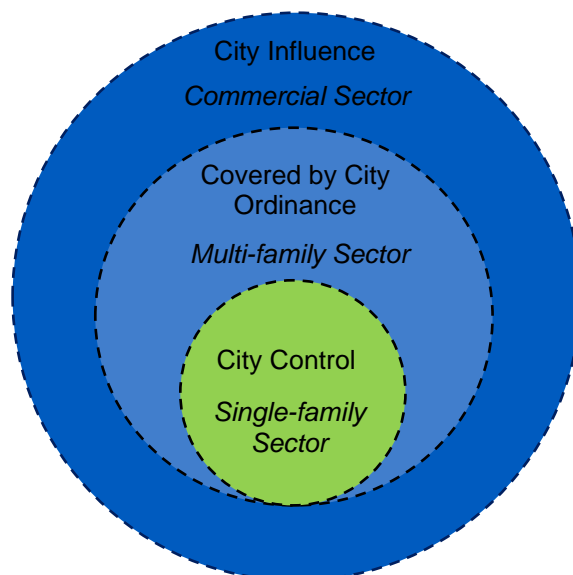 City Influence
Commercial Sector
Covered by City
Ordinance
Multi-family Sector
City Control
Single-family
Sector